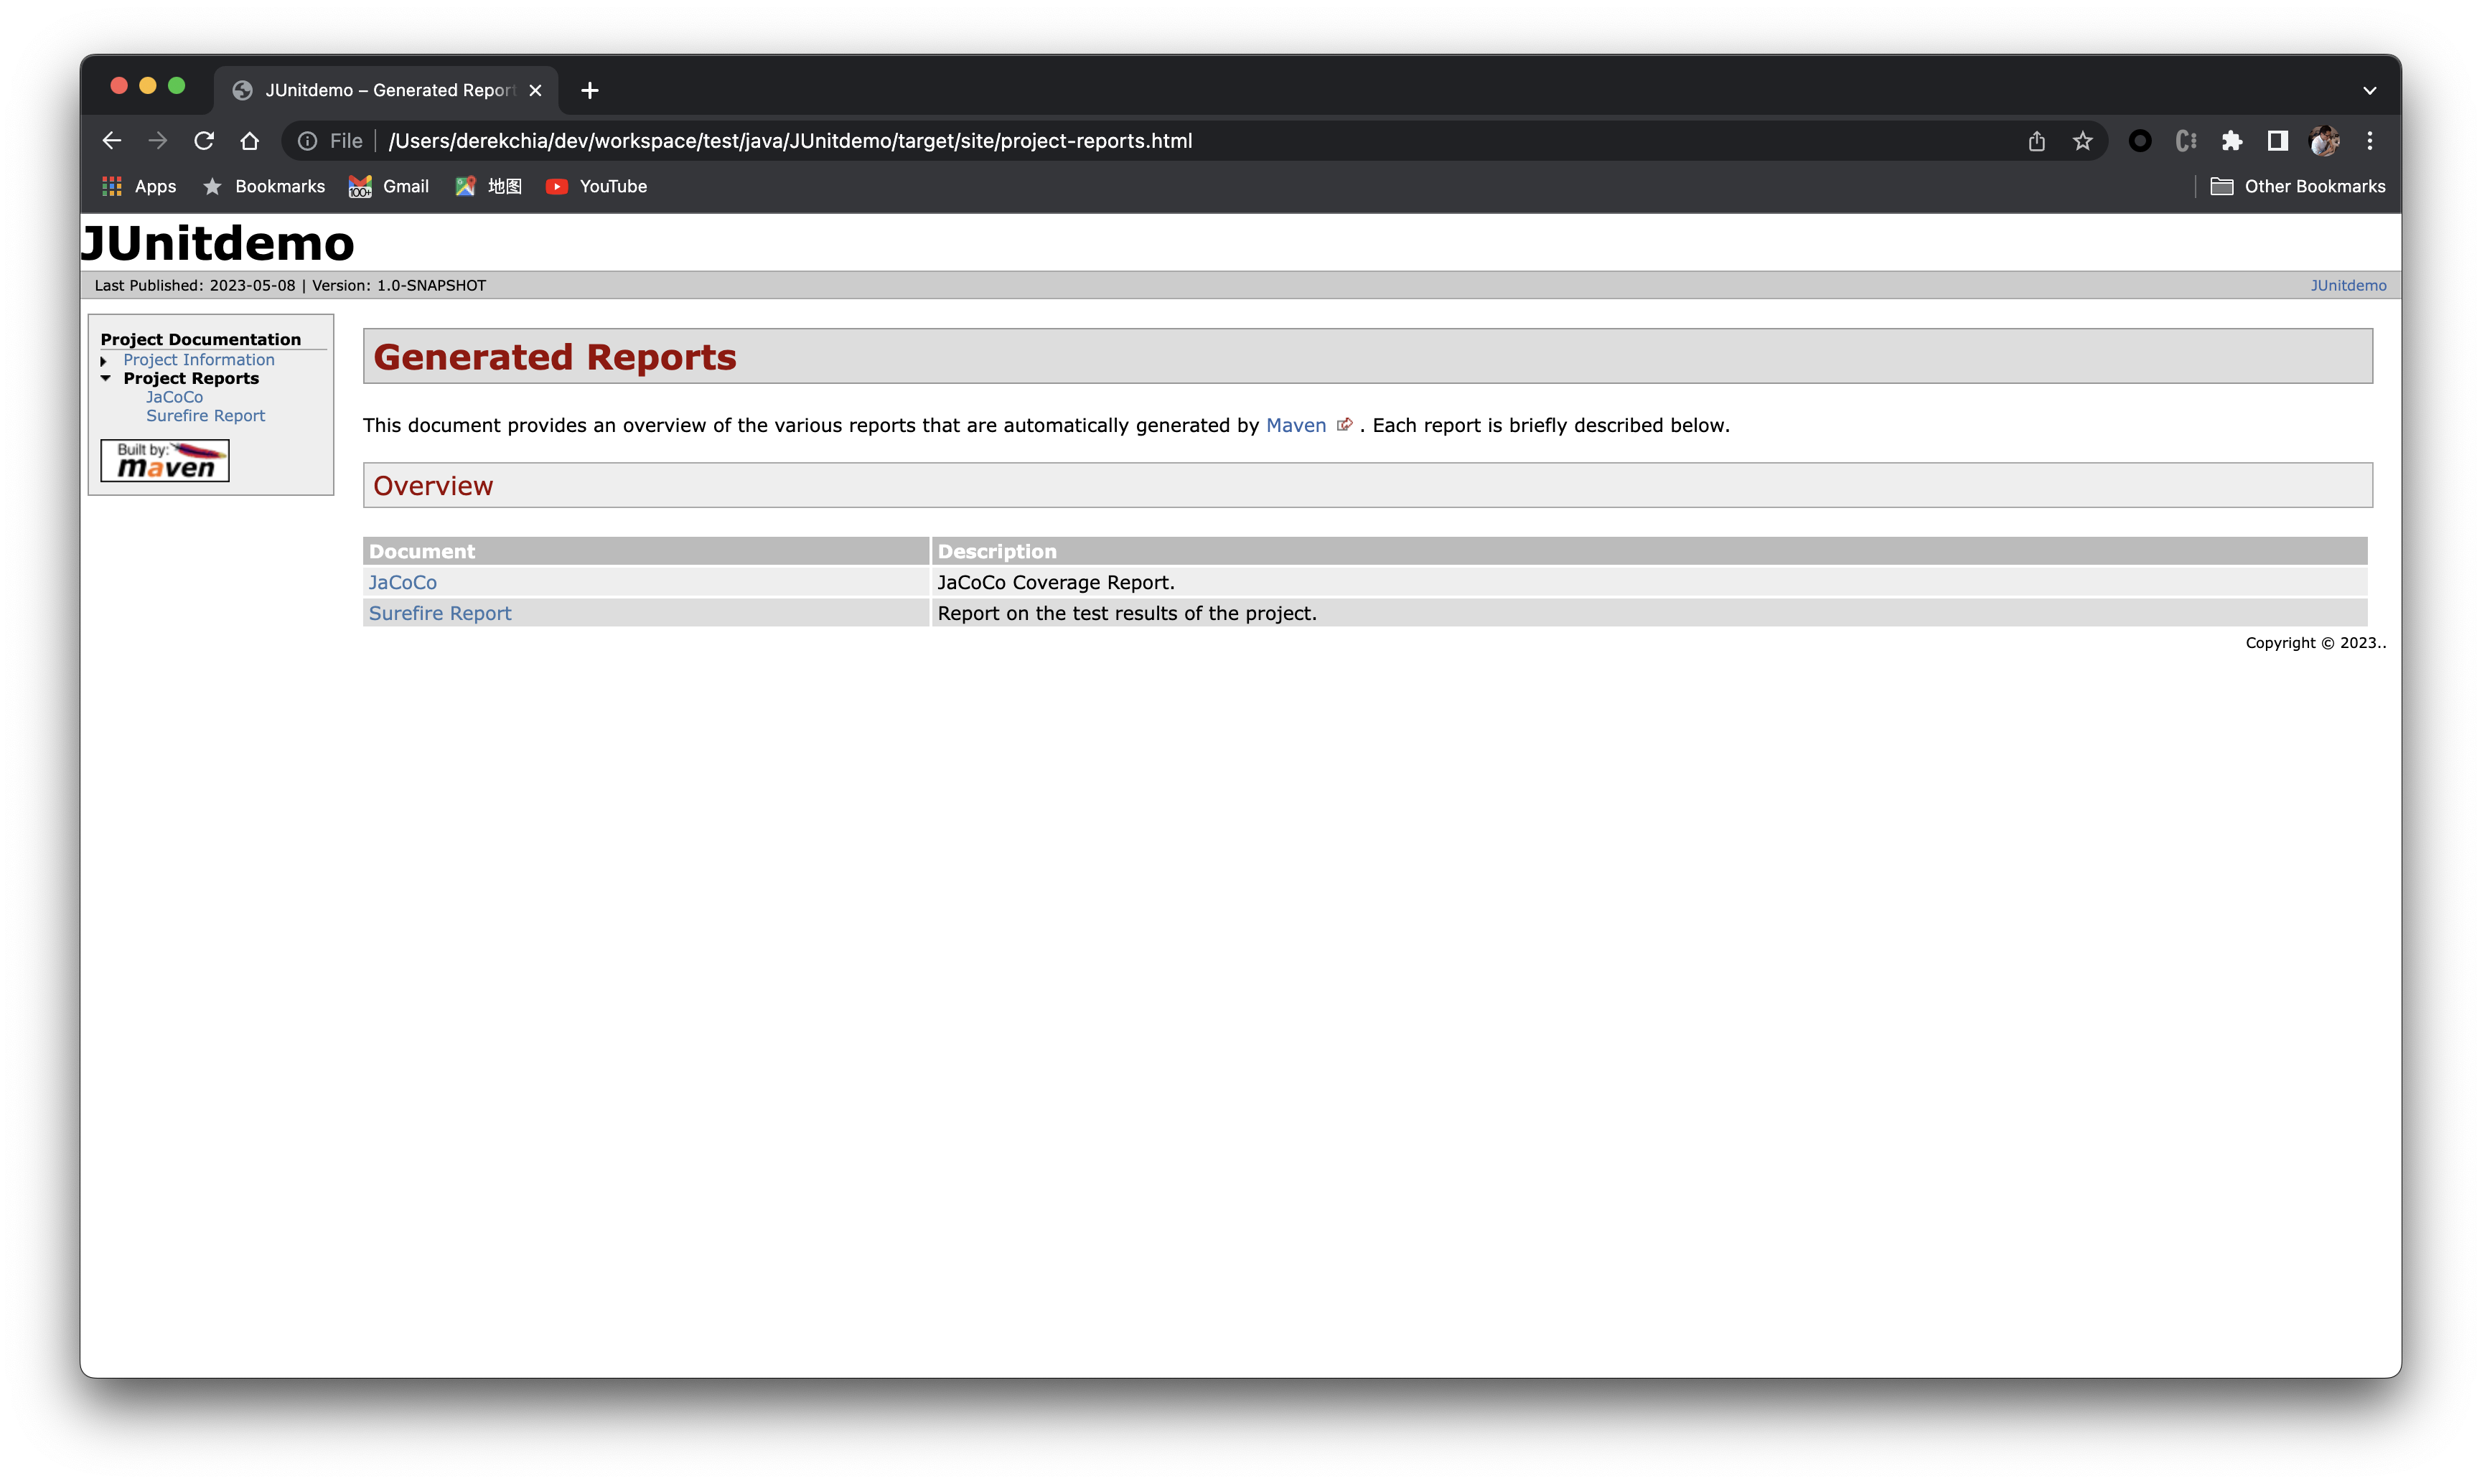 JUnitdemo – Generated Report
File | /Users/derekchia/dev/workspace/test/java/JUnitdemo/target/site/project-reports.html
Apps Bookmarks 100+ Gmail 地图 YouTube Other Bookmarks
JUnitdemo
Last Published: 2023-05-08 | Version: 1.0-SNAPSHOT JUnitdemo
Project Documentation
Project Information
Project Reports
JaCoCo
Surefire Report
Built by:
maven
Generated Reports
This document provides an overview of the various reports that are automatically generated by Maven . Each report is briefly described below.
Overview
Document Description
JaCoCo JaCoCo Coverage Report.
Surefire Report Report on the test results of the project.
Copyright © 2023..